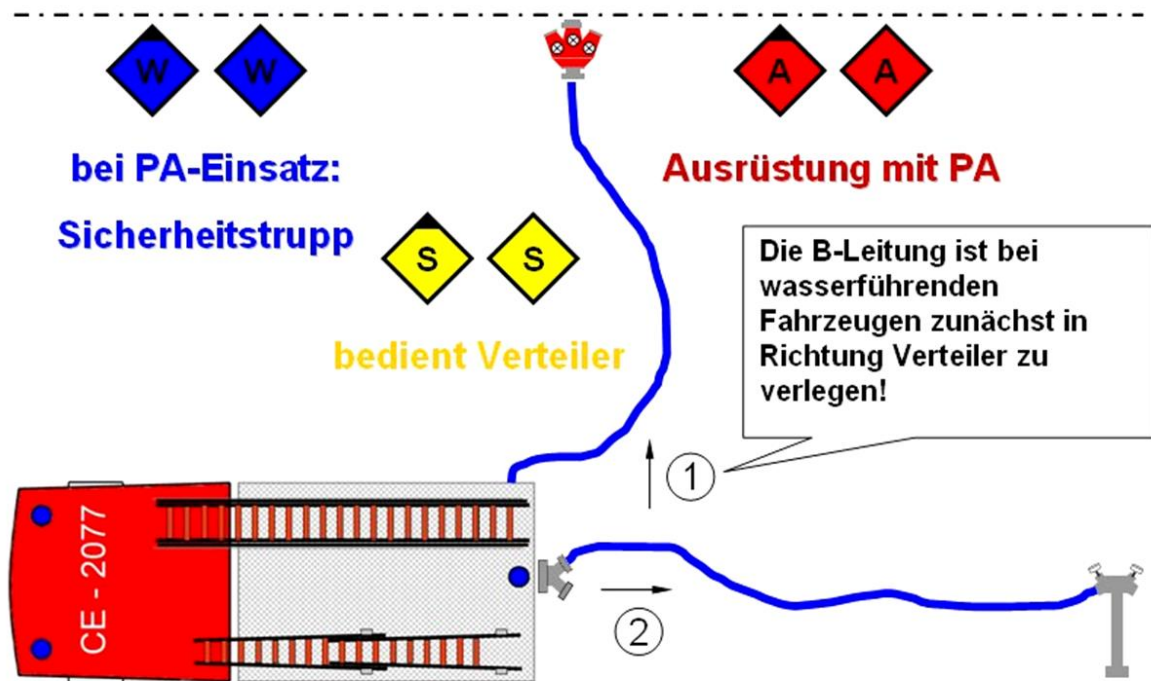 W W A A
bei PA-Einsatz:
Sicherheitstrupp
Ausrüstung mit PA
S S
bedient Verteiler
Die B-Leitung ist bei
wasserführenden
Fahrzeugen zunächst in
Richtung Verteiler zu
verlegen!
1
CE - 2077
2